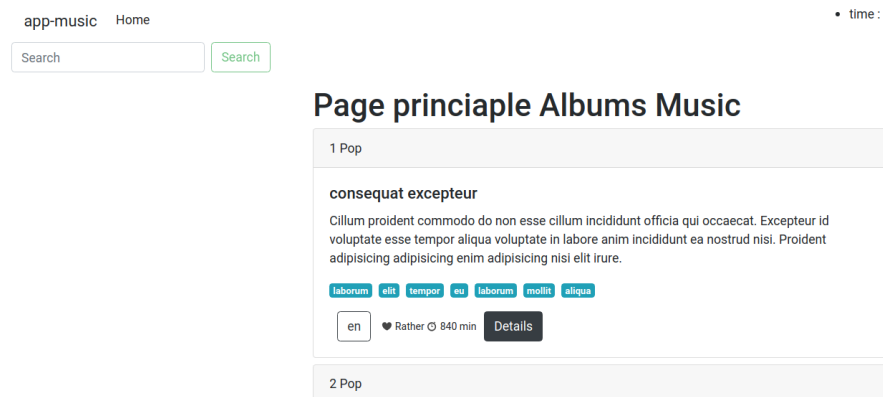 app-music Home
time :
Search Search
Page princiaple Albums Music
1 Pop
consequat excepteur
Cillum proident commodo do non esse cillum incididunt officia qui occaecat. Excepteur id
voluptate esse tempor aliqua voluptate in labore anim incididunt ea nostrud nisi. Proident
adipisicing adipisicing enim adipisicing nisi elit irure.
laborum elit tempor eu laborum mollit aliqua
en Rather 840 min Details
2 Pop